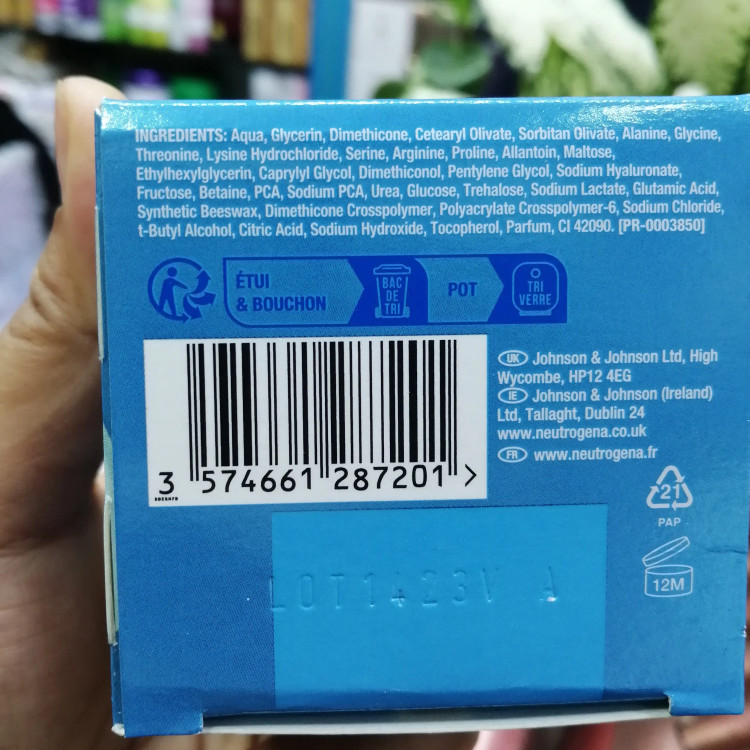 INGREDIENTS: Aqua, Glycerin, Dimethicone, Cetearyl Olivate, Sorbitan Olivate, Alanine, Glycine,
Threonine, Lysine Hydrochloride, Serine, Arginine, Proline, Allantoin, Maltose,
Ethylhexylglycerin, Caprylyl Glycol, Dimethiconol, Pentylene Glycol, Sodium Hyaluronate,
Fructose, Betaine, PCA, Sodium PCA, Urea, Glucose, Trehalose, Sodium Lactate, Glutamic Acid,
Synthetic Beeswax, Dimethicone Crosspolymer, Polyacrylate Crosspolymer-6, Sodium Chloride,
t-Butyl Alcohol, Citric Acid, Sodium Hydroxide, Tocopherol, Parfum, CI 42090. [PR-0003850]
ÉTUI
& BOUCHON
BAC
DE
TRI
POT
TRI
VERRE
3 574661 287201 >
UK Johnson & Johnson Ltd, High
Wycombe, HP12 4EG
IE Johnson & Johnson (Ireland)
Ltd, Tallaght, Dublin 24
www.neutrogena.co.uk
FR www.neutrogena.fr
21
PAP
12M
LOT1423V A